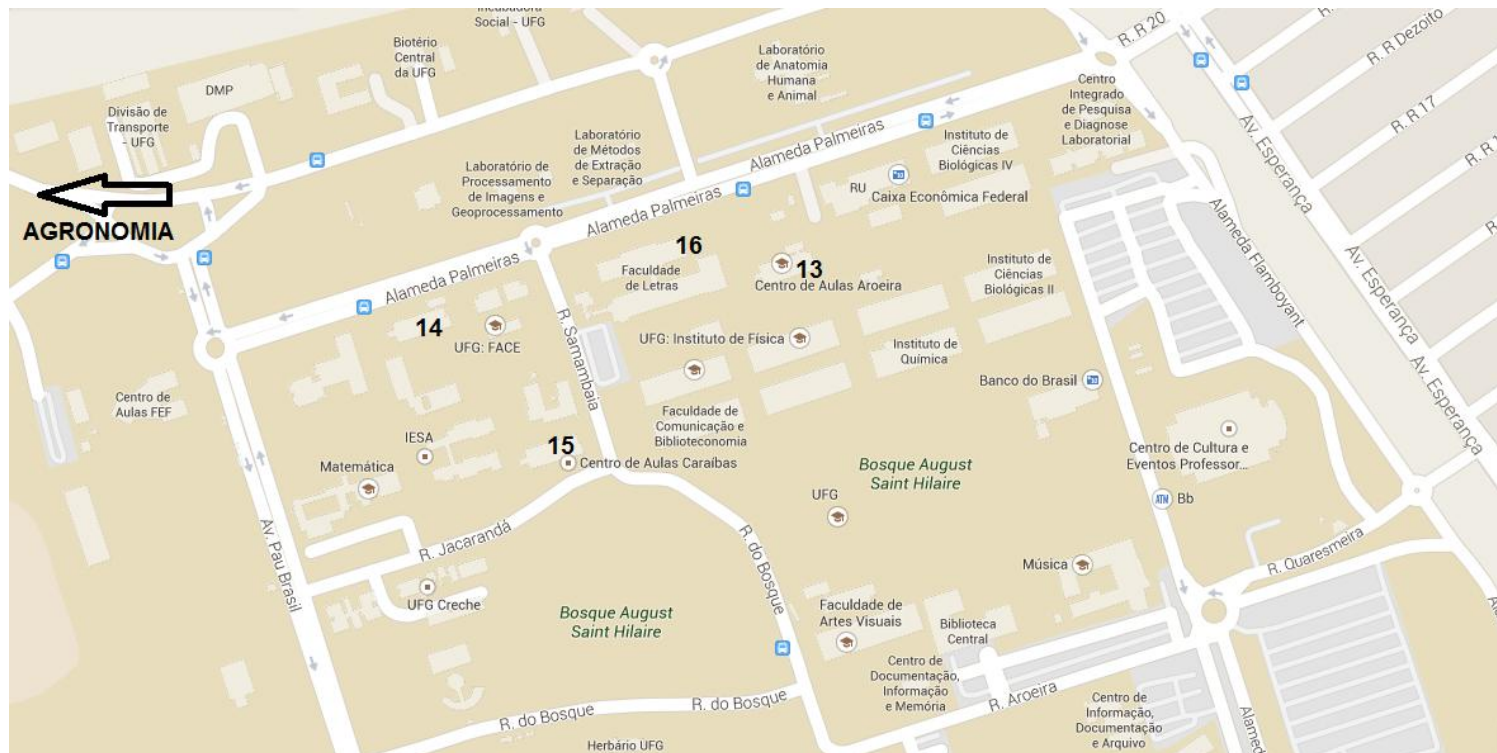 Social - UFG
Biotério
Central
da UFG
DMP
Divisão de
Transporte
- UFG
AGRONOMIA
Laboratório
de Anatomia
Humana
e Animal
Laboratório
de Métodos
de Extração
e Separação
Laboratório de
Processamento
de Imagens e
Geoprocessamento
Centro
Integrado
de Pesquisa
e Diagnose
Laboratorial
R. R 20
R. R Dezoito
R. R 17
Av. Esperança
Av. Esperança
Av. Esperança
Av. Esperança
Alameda Palmeiras
Alameda Palmeiras
Alameda Palmeiras
Alameda Flamboyant
Instituto de
Ciências
Biológicas IV
RU
Caixa Econômica Federal
16
Faculdade
de Letras
13
Centro de Aulas Aroeira
Instituto de
Ciências
Biológicas II
14
UFG: FACE
R. Samambaia
UFG: Instituto de Física
Instituto de
Química
Banco do Brasil
Centro de
Aulas FEF
Faculdade de
Comunicação e
Biblioteconomia
IESA
15
Centro de Aulas Caraíbas
Matemática
Bosque August
Saint Hilaire
Centro de Cultura e
Eventos Professor...
UFG
Bb
ATM
Av. Pau Brasil
R. Jacarandá
R. do Bosque
UFG Creche
Bosque August
Saint Hilaire
Música
R. Quaresmeira
Faculdade de
Artes Visuais
Biblioteca
Central
Centro de
Documentação,
Informação
e Memória
R. do Bosque
R. do Bosque
R. Aroeira
Centro de
Informação,
Documentação
e Arquivo
Herbário UFG